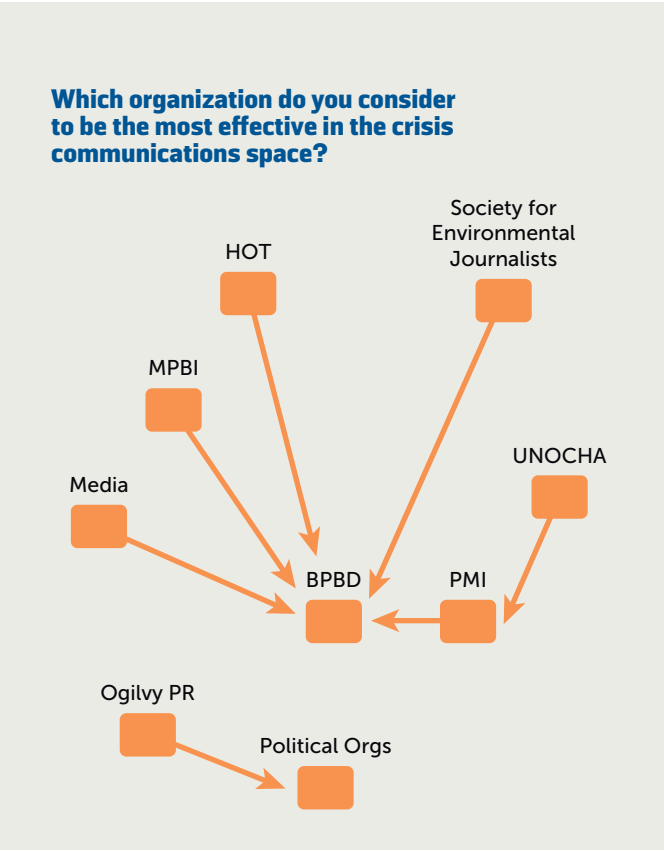 Which organization do you consider
to be the most effective in the crisis
communications space?
Society for
Environmental
Journalists
HOT
MPBI
UNOCHA
Media
BPBD
PMI
Ogilvy PR
Political Orgs